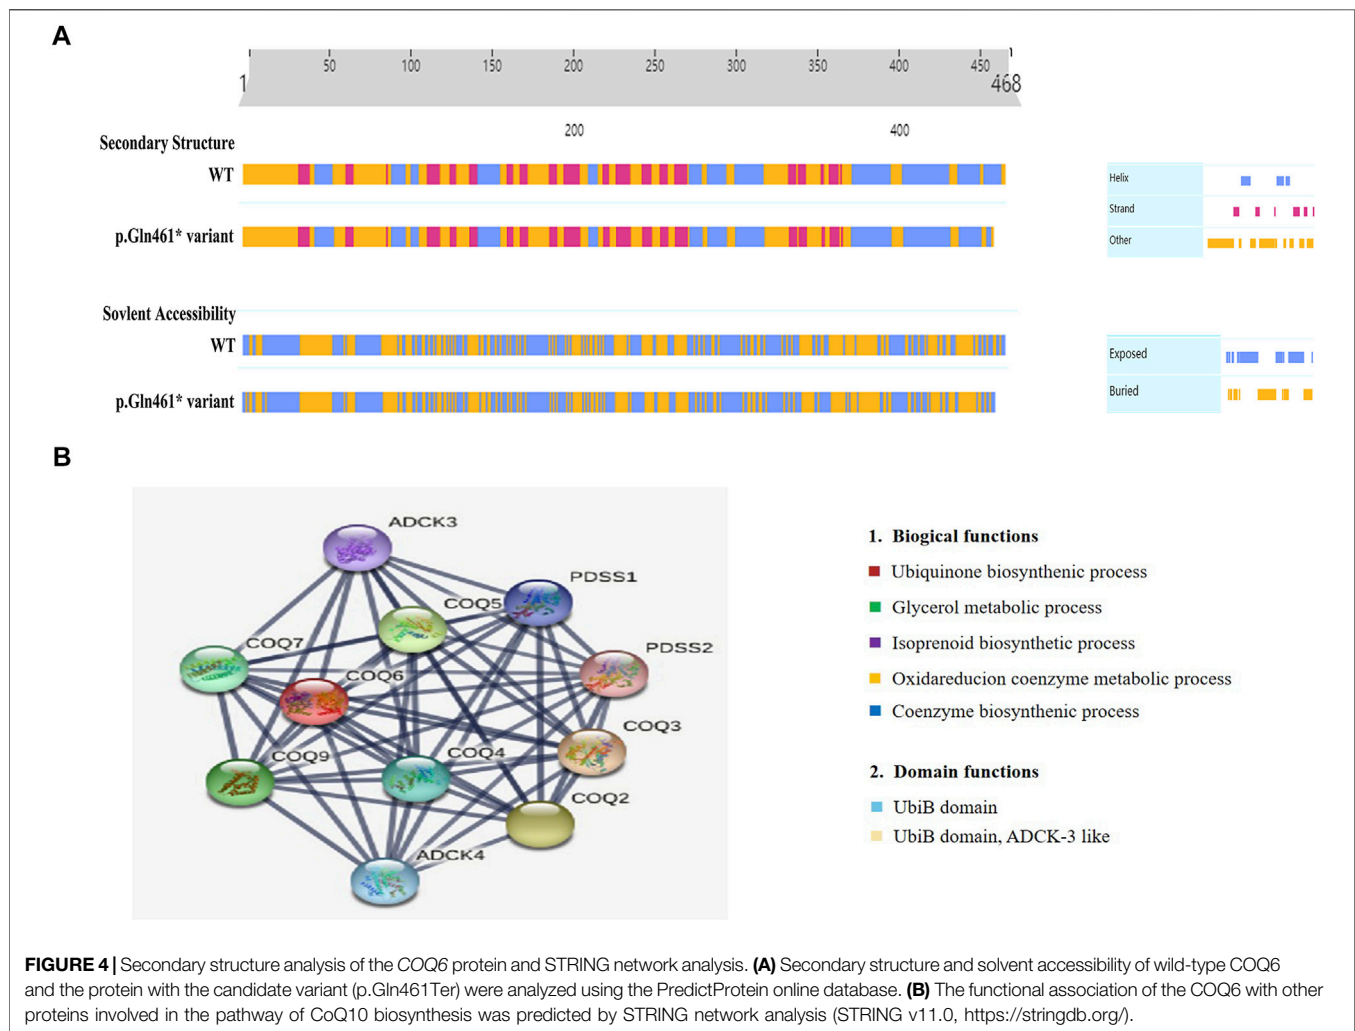 A
50 100 150 200 250 300 350 400 450
1 468
200 400
Secondary Structure
WT
p.Gln461* variant
Helix
Strand
Other
Sovlent Accessibility
WT
p.Gln461* variant
Exposed
Buried
B
ADCK3
PDSS1
COQ5
COQ7
PDSS2
COQ6
COQ3
COQ9
COQ4
COQ2
ADCK4
1. Biogical functions
Ubiquinone biosynthenic process
Glycerol metabolic process
Isoprenoid biosynthetic process
Oxidareducion coenzyme metabolic process
Coenzyme biosynthenic process
2. Domain functions
UbiB domain
UbiB domain, ADCK-3 like
FIGURE 4 | Secondary structure analysis of the COQ6 protein and STRING network analysis. (A) Secondary structure and solvent accessibility of wild-type COQ6
and the protein with the candidate variant (p.Gln461Ter) were analyzed using the PredictProtein online database. (B) The functional association of the COQ6 with other
proteins involved in the pathway of CoQ10 biosynthesis was predicted by STRING network analysis (STRING v11.0, https://stringdb.org/).